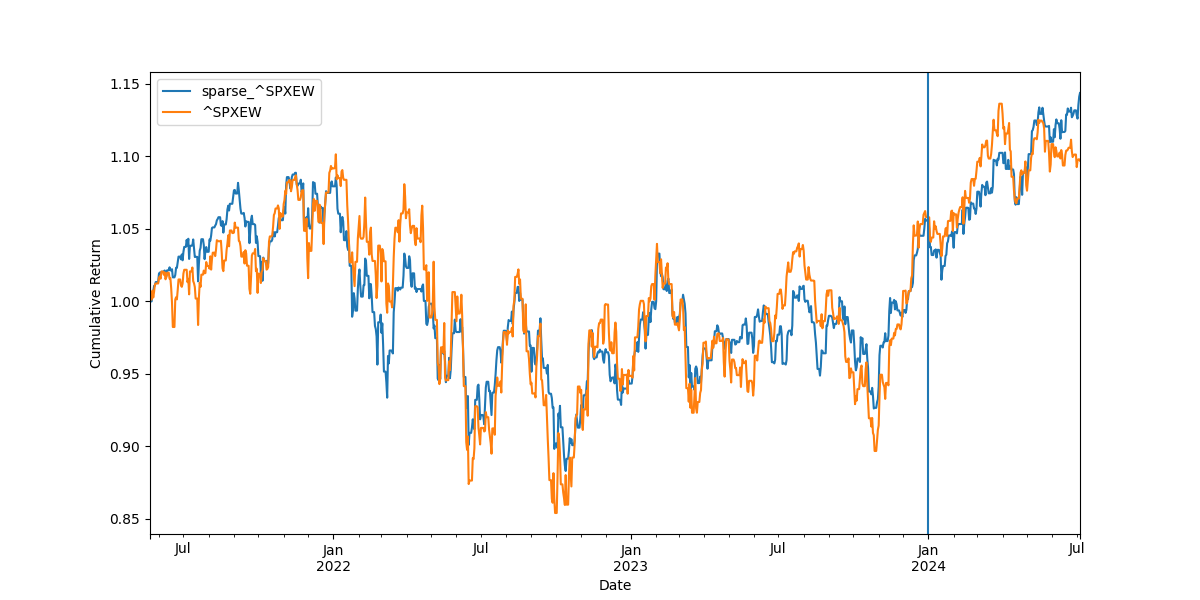 sparse_^SPXEW
^SPXEW
Cumulative Return
1.15
1.10
1.05
1.00
0.95
0.90
0.85
Jul
Jan
2022
Jul
Jan
2023
Jul
Jan
2024
Jul
Date